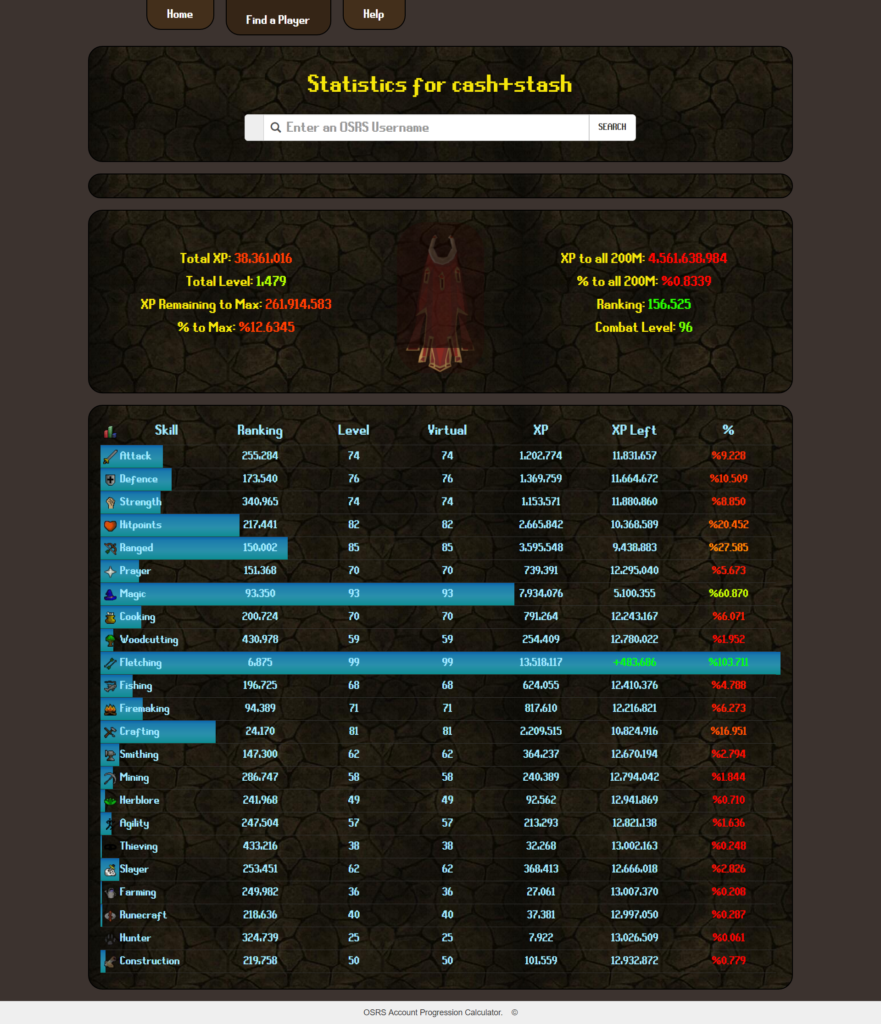 Home Find a Player Help
Statistics for cash+stash
Enter an OSRS Username SEARCH
Total XP: 38,361,016
Total Level: 1,479
XP Remaining to Max: 261,914,583
% to Max: %12.6345
XP to all 200M: 4,561,638,984
% to all 200M: %0.8339
Ranking: 156,525
Combat Level: 96
Skill Ranking Level Virtual XP XP Left %
Attack 255,284 74 74 1,202,774 11,831,657 %9.228
Defence 173,540 76 76 1,369,759 11,664,672 %10.509
Strength 340,965 74 74 1,153,571 11,880,860 %8.850
Hitpoints 217,441 82 82 2,665,842 10,368,589 %20.452
Ranged 150,002 85 85 3,595,548 9,438,883 %27.585
Prayer 151,368 70 70 739,391 12,295,040 %5.673
Magic 93,350 93 93 7,934,076 5,100,355 %60.870
Cooking 200,724 70 70 791,264 12,243,167 %6.071
Woodcutting 430,978 59 59 254,409 12,780,022 %1.952
Fletching 6,875 99 99 13,518,117 +483,686 %103.711
Fishing 196,725 68 68 624,055 12,410,376 %4.788
Firemaking 94,389 71 71 817,610 12,216,821 %6.273
Crafting 24,170 81 81 2,209,515 10,824,916 %16.951
Smithing 147,300 62 62 364,237 12,670,194 %2.794
Mining 286,747 58 58 240,389 12,794,042 %1.844
Herblore 241,968 49 49 92,562 12,941,869 %0.710
Agility 247,504 57 57 213,293 12,821,138 %1.636
Thieving 433,216 38 38 32,268 13,002,163 %0.248
Slayer 253,451 62 62 368,413 12,666,018 %2.826
Farming 249,982 36 36 27,061 13,007,370 %0.208
Runecraft 218,636 40 40 37,381 12,997,050 %0.287
Hunter 324,739 25 25 7,922 13,026,509 %0.061
Construction 219,758 50 50 101,559 12,932,872 %0.779
OSRS Account Progression Calculator. ©